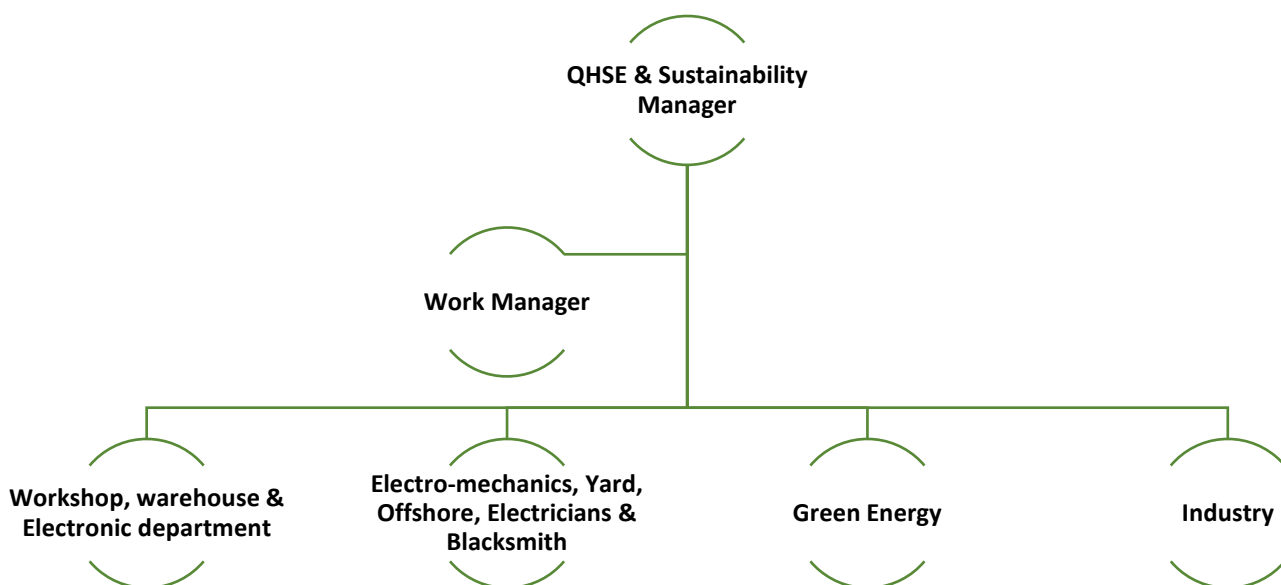 QHSE & Sustainability
Manager
Work Manager
Workshop, warehouse &
Electronic department
Electro-mechanics, Yard,
Offshore, Electricians &
Blacksmith
Green Energy
Industry